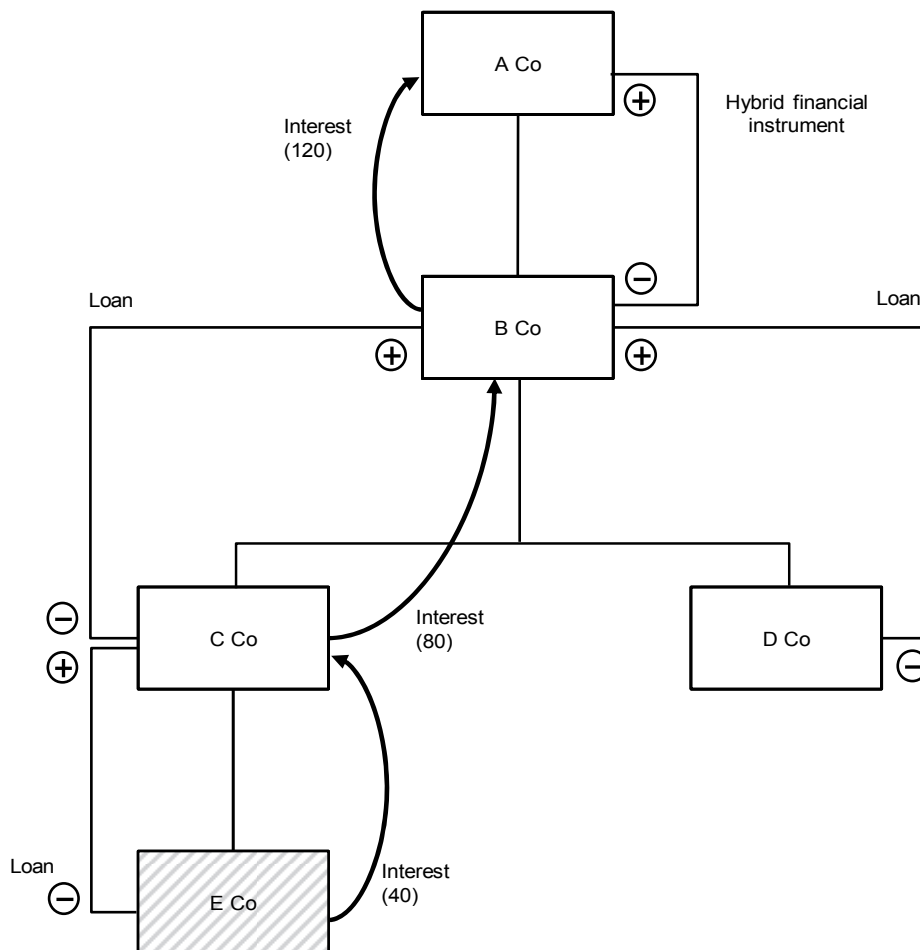 A Co
Hybrid financial
instrument
Interest
(120)
+
−
Loan
B Co
Loan
+
+
−
+
C Co
Interest
(80)
D Co
−
Loan
−
E Co
Interest
(40)